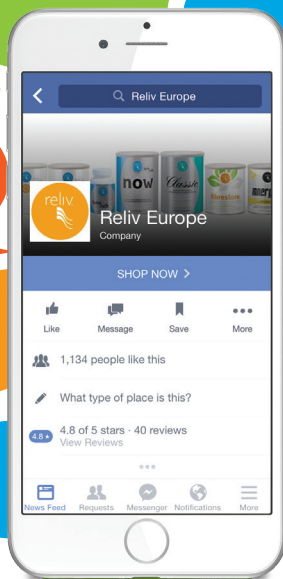 Reliv Europe
now
Classic
reliv
Reliv Europe
Company
SHOP NOW >
Like Message Save More
1,134 people like this
What type of place is this?
4.8 ★ 4.8 of 5 stars · 40 reviews
View Reviews
News Feed Requests Messenger Notifications More